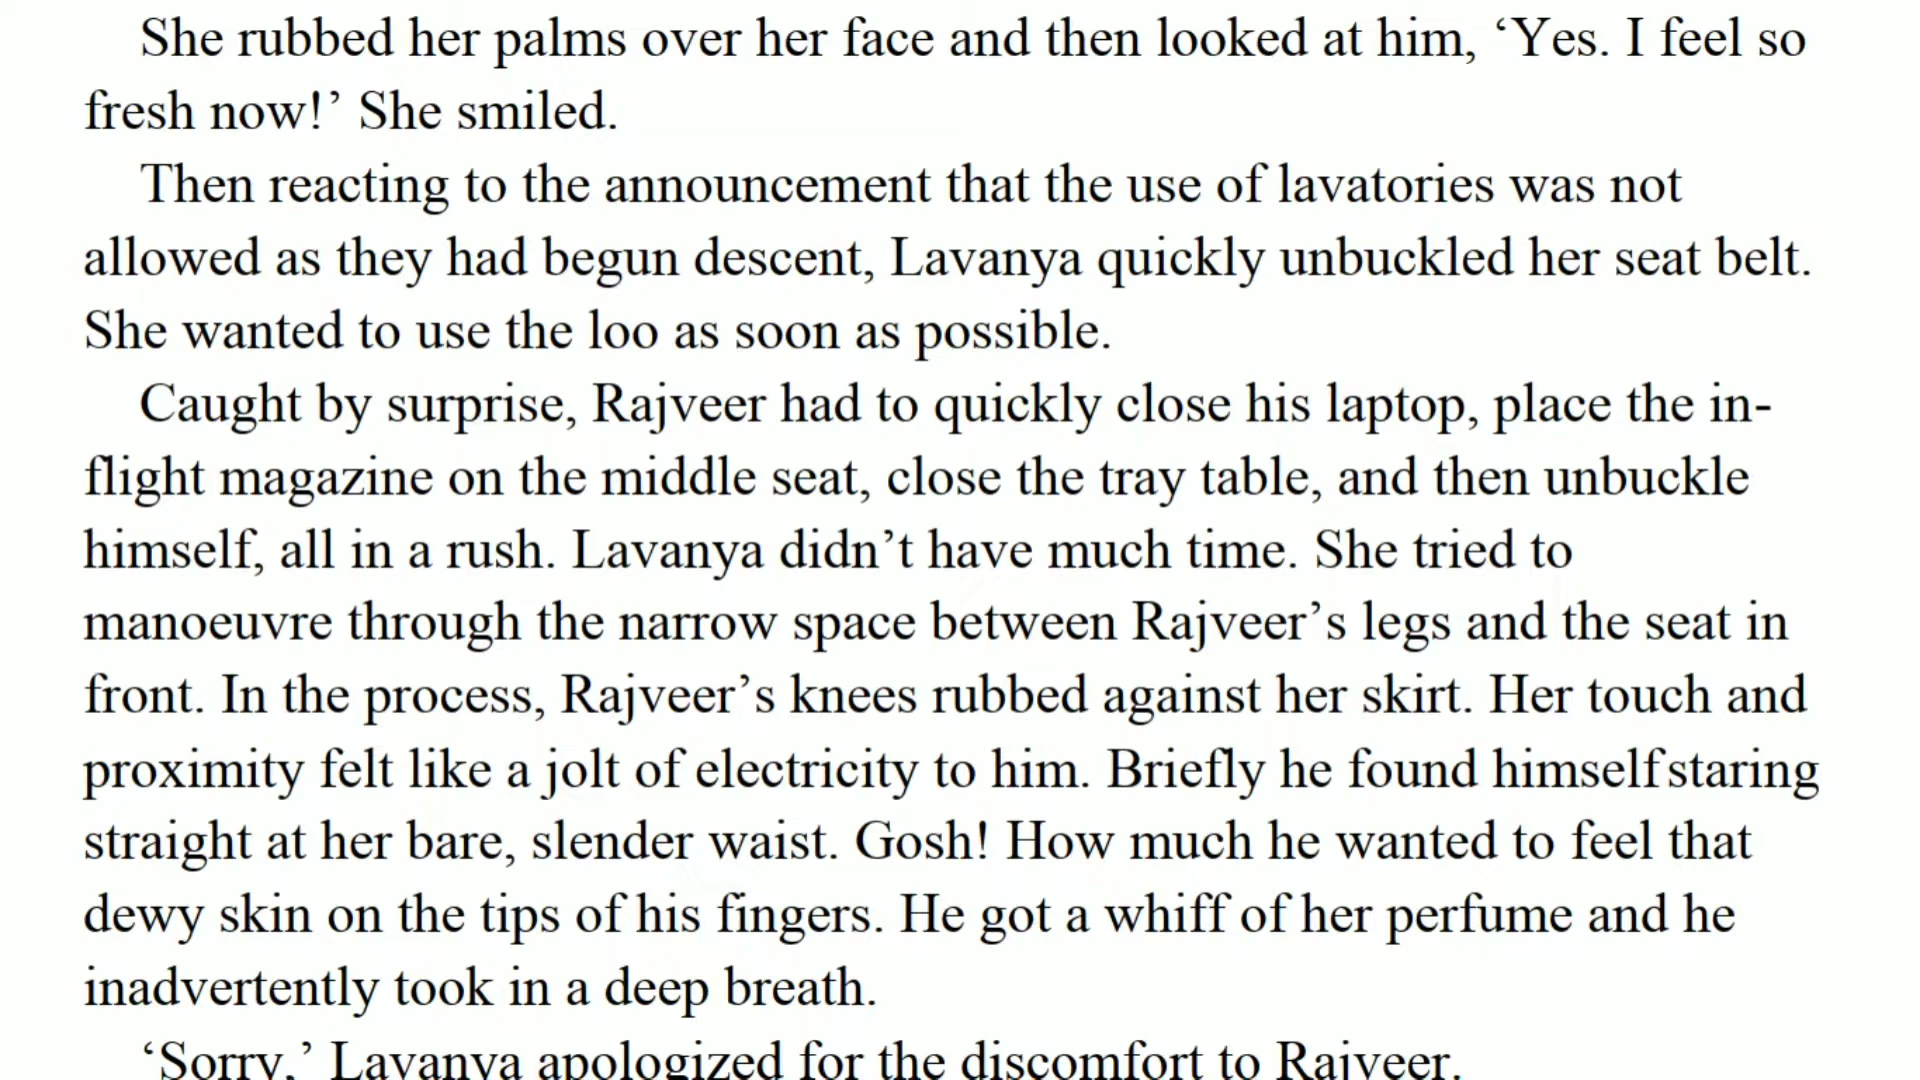 She rubbed her palms over her face and then looked at him, ‘Yes. I feel so
fresh now!’ She smiled.
Then reacting to the announcement that the use of lavatories was not
allowed as they had begun descent, Lavanya quickly unbuckled her seat belt.
She wanted to use the loo as soon as possible.
Caught by surprise, Rajveer had to quickly close his laptop, place the in-
flight magazine on the middle seat, close the tray table, and then unbuckle
himself, all in a rush. Lavanya didn’t have much time. She tried to
manoeuvre through the narrow space between Rajveer’s legs and the seat in
front. In the process, Rajveer’s knees rubbed against her skirt. Her touch and
proximity felt like a jolt of electricity to him. Briefly he found himself staring
straight at her bare, slender waist. Gosh! How much he wanted to feel that
dewy skin on the tips of his fingers. He got a whiff of her perfume and he
inadvertently took in a deep breath.
‘Sorry,’ Lavanya apologized for the discomfort to Rajveer.